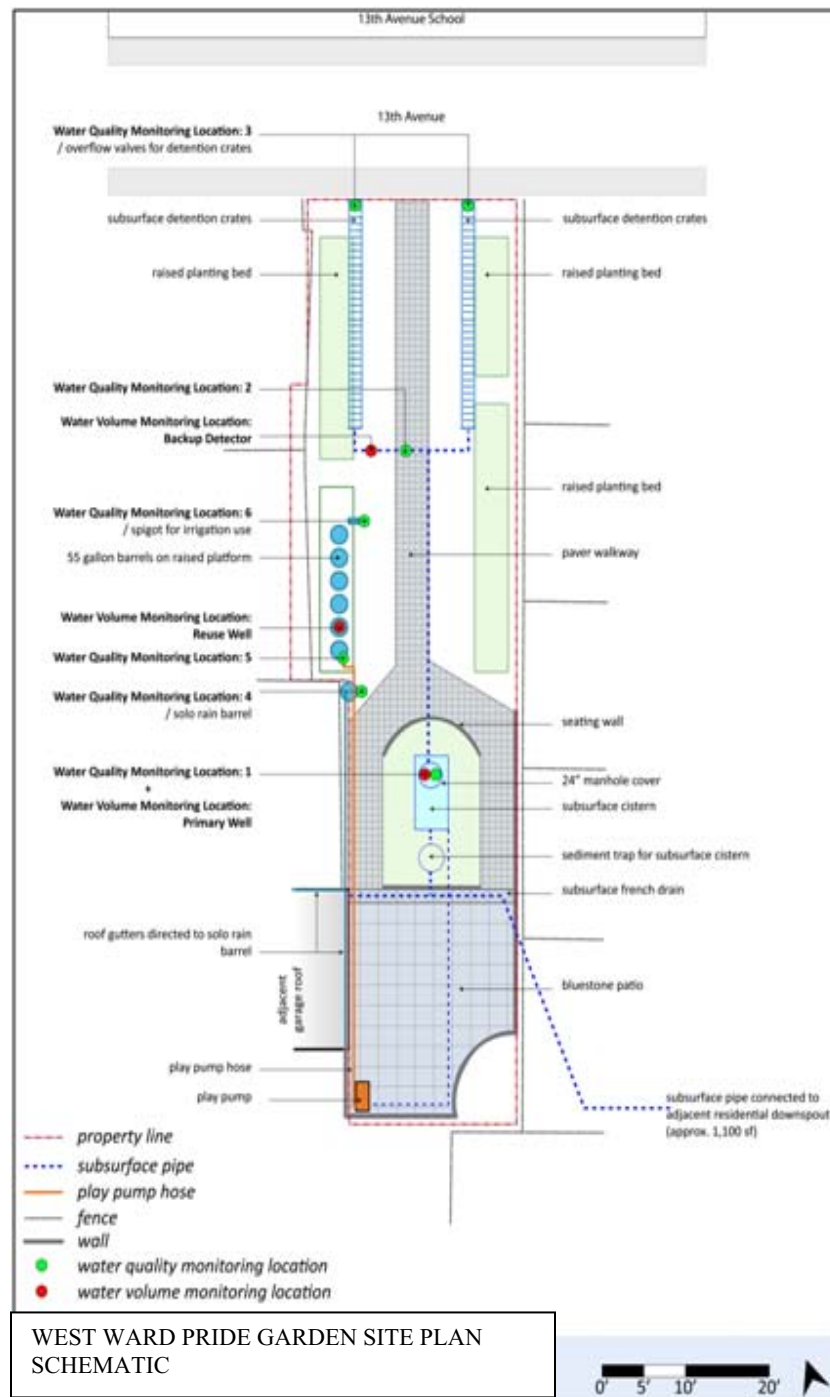 13th Avenue School
13th Avenue
Water Quality Monitoring Location: 3
/ overflow valves for detention crates
subsurface detention crates
subsurface detention crates
raised planting bed
raised planting bed
Water Quality Monitoring Location: 2
Water Volume Monitoring Location:
Backup Detector
raised planting bed
Water Quality Monitoring Location: 6
/ spigot for irrigation use
55 gallon barrels on raised platform
paver walkway
Water Volume Monitoring Location:
Reuse Well
Water Quality Monitoring Location: 5
Water Quality Monitoring Location: 4
/ solo rain barrel
seating wall
Water Quality Monitoring Location: 1
+
Water Volume Monitoring Location:
Primary Well
24" manhole cover
subsurface cistern
sediment trap for subsurface cistern
subsurface french drain
roof gutters directed to solo rain
barrel
adjacent
garage roof
bluestone patio
play pump hose
play pump
subsurface pipe connected to
adjacent residential downspout
(approx. 1,100 sf)
property line
subsurface pipe
play pump hose
fence
wall
water quality monitoring location
water volume monitoring location
WEST WARD PRIDE GARDEN SITE PLAN
SCHEMATIC
0' 5' 10' 20'